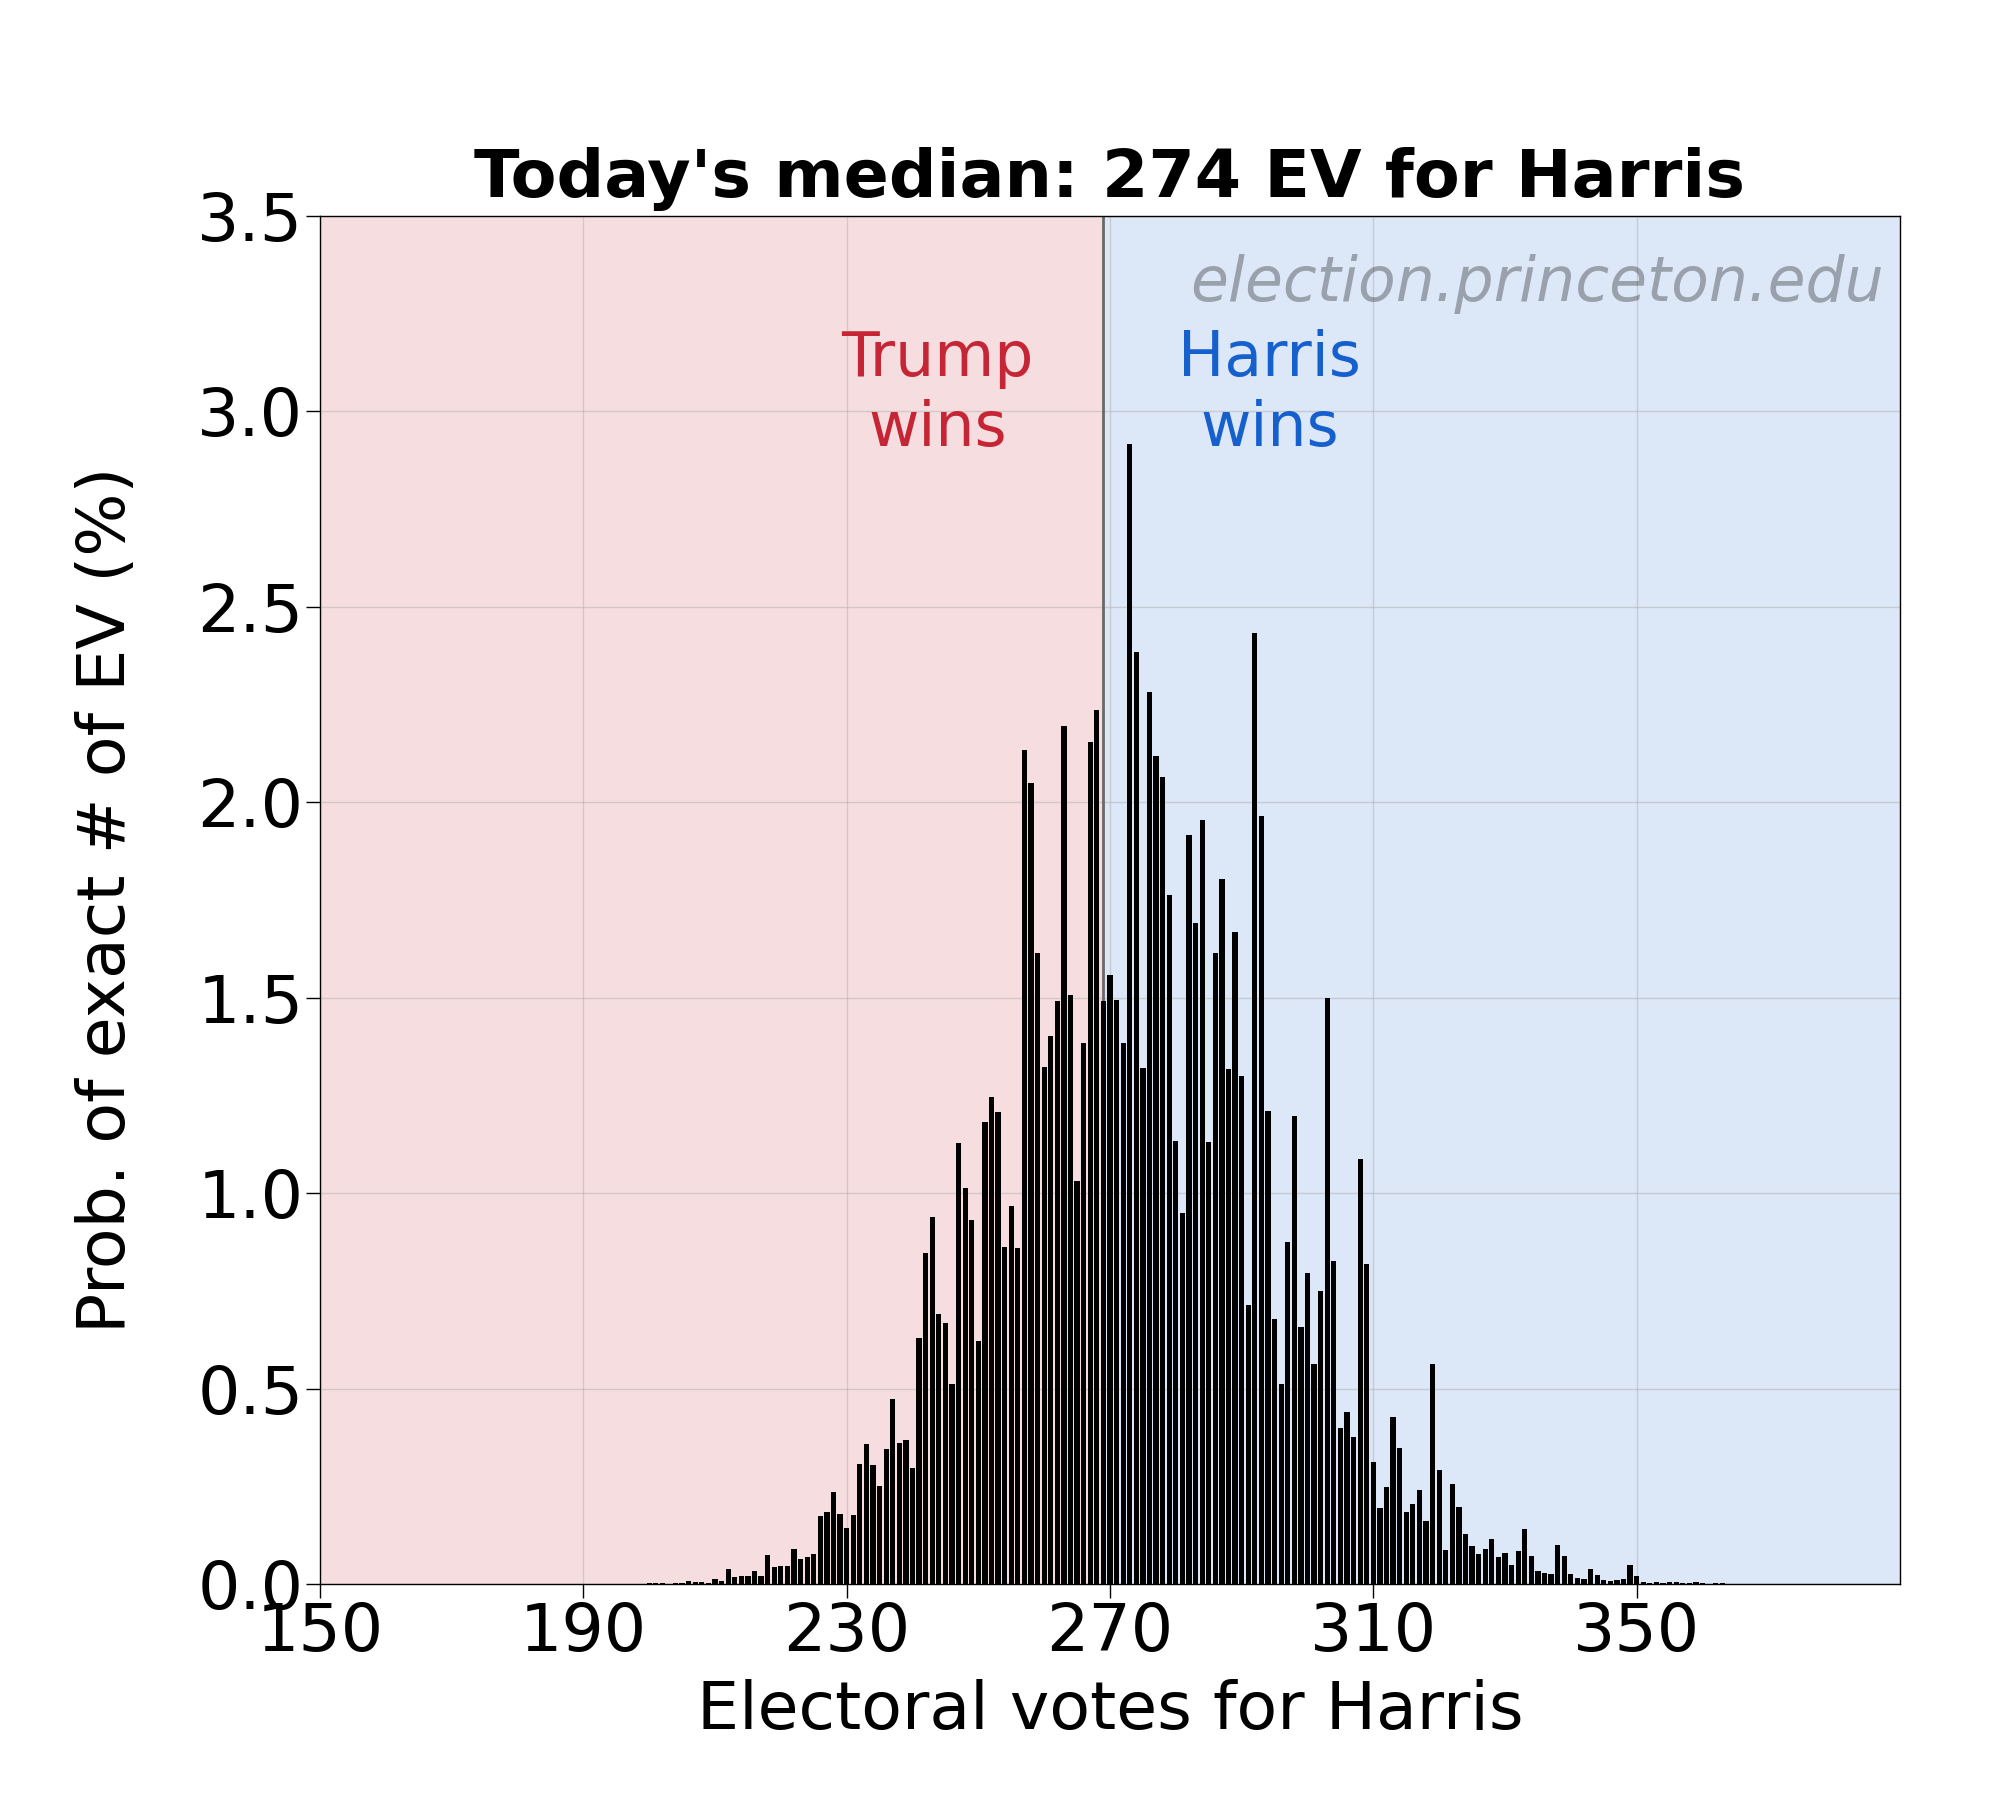 Today's median: 274 EV for Harris
3.5
3.0
2.5
2.0
1.5
1.0
0.5
0.0
Prob. of exact # of EV (%)
election.princeton.edu
Trump
wins
Harris
wins
150 190 230 270 310 350
Electoral votes for Harris